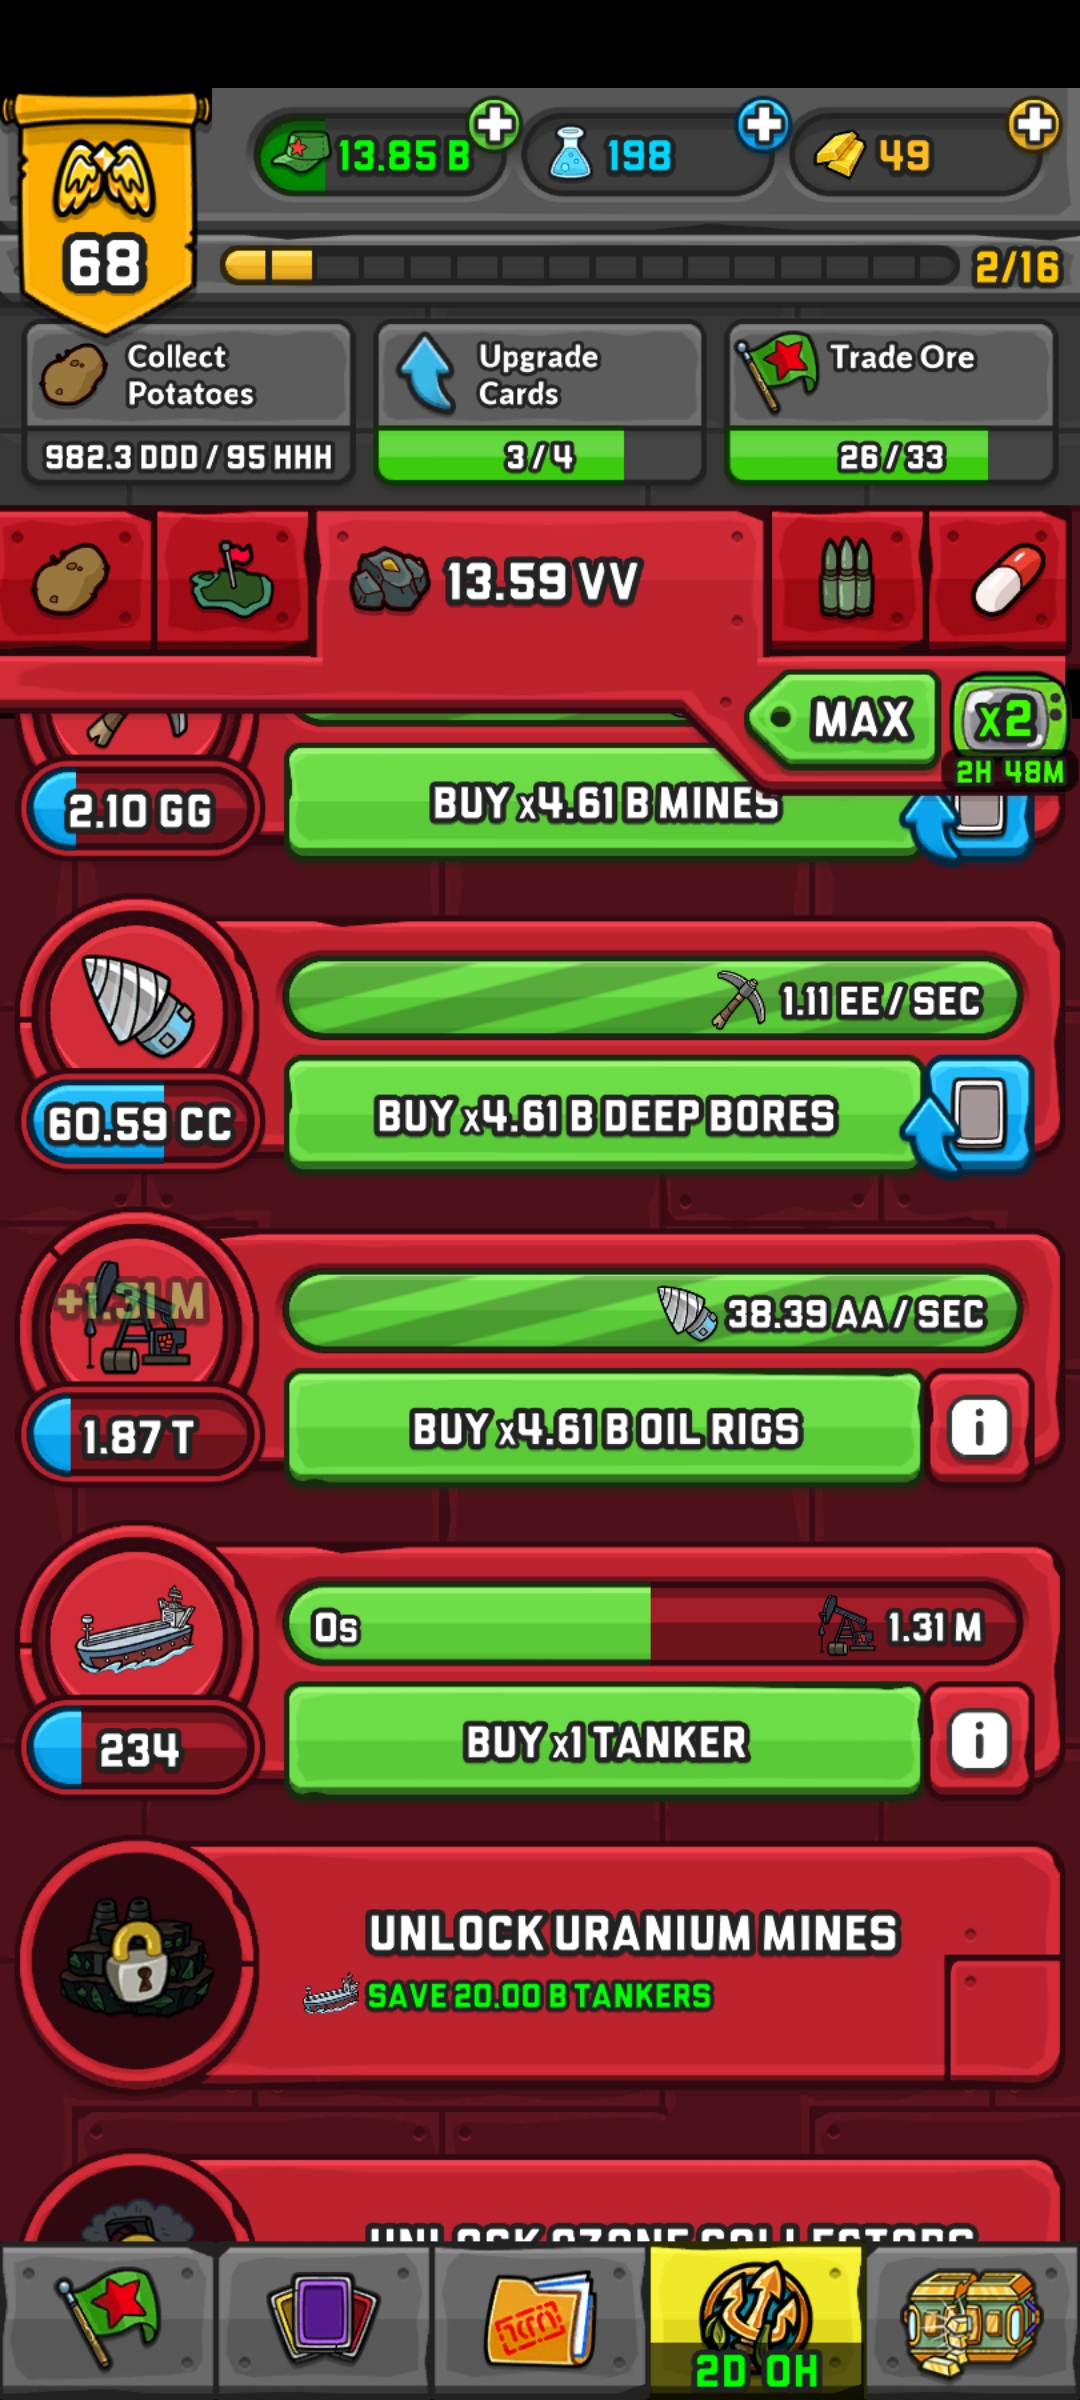 13.85 B
198
49
68
2/16
Collect
Potatoes
982.3 DDD / 95 HHH
Upgrade
Cards
3/4
Trade Ore
26/33
13.59 VV
MAX
x2
2H 48M
2.10 GG
BUY x4.61 B MINES
1.11 EE / SEC
60.59 CC
BUY x4.61 B DEEP BORES
+1.31 M
38.39 AA / SEC
1.87 T
BUY x4.61 B OIL RIGS
0s
1.31 M
234
BUY x1 TANKER
UNLOCK URANIUM MINES
SAVE 20.00 B TANKERS
UNLOCK OZONE COLLECTORS
2D 0H